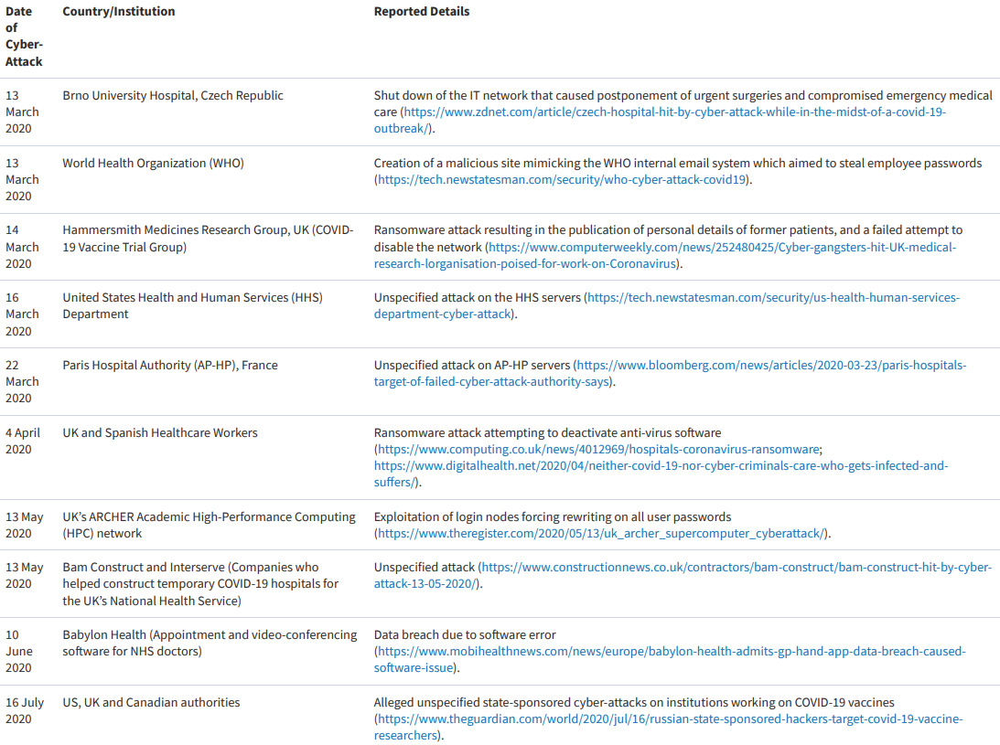 Date of Cyber-Attack Country/Institution Reported Details
13 March 2020 Brno University Hospital, Czech Republic Shut down of the IT network that caused postponement of urgent surgeries and compromised emergency medical
care (https://www.zdnet.com/article/czech-hospital-hit-by-cyber-attack-while-in-the-midst-of-a-covid-19-
outbreak/).
13 March 2020 World Health Organization (WHO) Creation of a malicious site mimicking the WHO internal email system which aimed to steal employee passwords
(https://tech.newstatesman.com/security/who-cyber-attack-covid19).
14 March 2020 Hammersmith Medicines Research Group, UK (COVID-
19 Vaccine Trial Group) Ransomware attack resulting in the publication of personal details of former patients, and a failed attempt to
disable the network (https://www.computerweekly.com/news/252480425/Cyber-gangsters-hit-UK-medical-
research-lorganisation-poised-for-work-on-Coronavirus).
16 March 2020 United States Health and Human Services (HHS)
Department Unspecified attack on the HHS servers (https://tech.newstatesman.com/security/us-health-human-services-
department-cyber-attack).
22 March 2020 Paris Hospital Authority (AP-HP), France Unspecified attack on AP-HP servers (https://www.bloomberg.com/news/articles/2020-03-23/paris-hospitals-
target-of-failed-cyber-attack-authority-says).
4 April 2020 UK and Spanish Healthcare Workers Ransomware attack attempting to deactivate anti-virus software
(https://www.computing.co.uk/news/4012969/hospitals-coronavirus-ransomware;
https://www.digitalhealth.net/2020/04/neither-covid-19-nor-cyber-criminals-care-who-gets-infected-and-
suffers/).
13 May 2020 UK's ARCHER Academic High-Performance Computing
(HPC) network Exploitation of login nodes forcing rewriting on all user passwords
(https://www.theregister.com/2020/05/13/uk_archer_supercomputer_cyberattack/).
13 May 2020 Bam Construct and Interserve (Companies who
helped construct temporary COVID-19 hospitals for
the UK's National Health Service) Unspecified attack (https://www.constructionnews.co.uk/contractors/bam-construct/bam-construct-hit-by-cyber-
attack-13-05-2020/).
10 June 2020 Babylon Health (Appointment and video-conferencing
software for NHS doctors) Data breach due to software error
(https://www.mobihealthnews.com/news/europe/babylon-health-admits-gp-hand-app-data-breach-caused-
software-issue).
16 July 2020 US, UK and Canadian authorities Alleged unspecified state-sponsored cyber-attacks on institutions working on COVID-19 vaccines
(https://www.theguardian.com/world/2020/jul/16/russian-state-sponsored-hackers-target-covid-19-vaccine-
researchers).